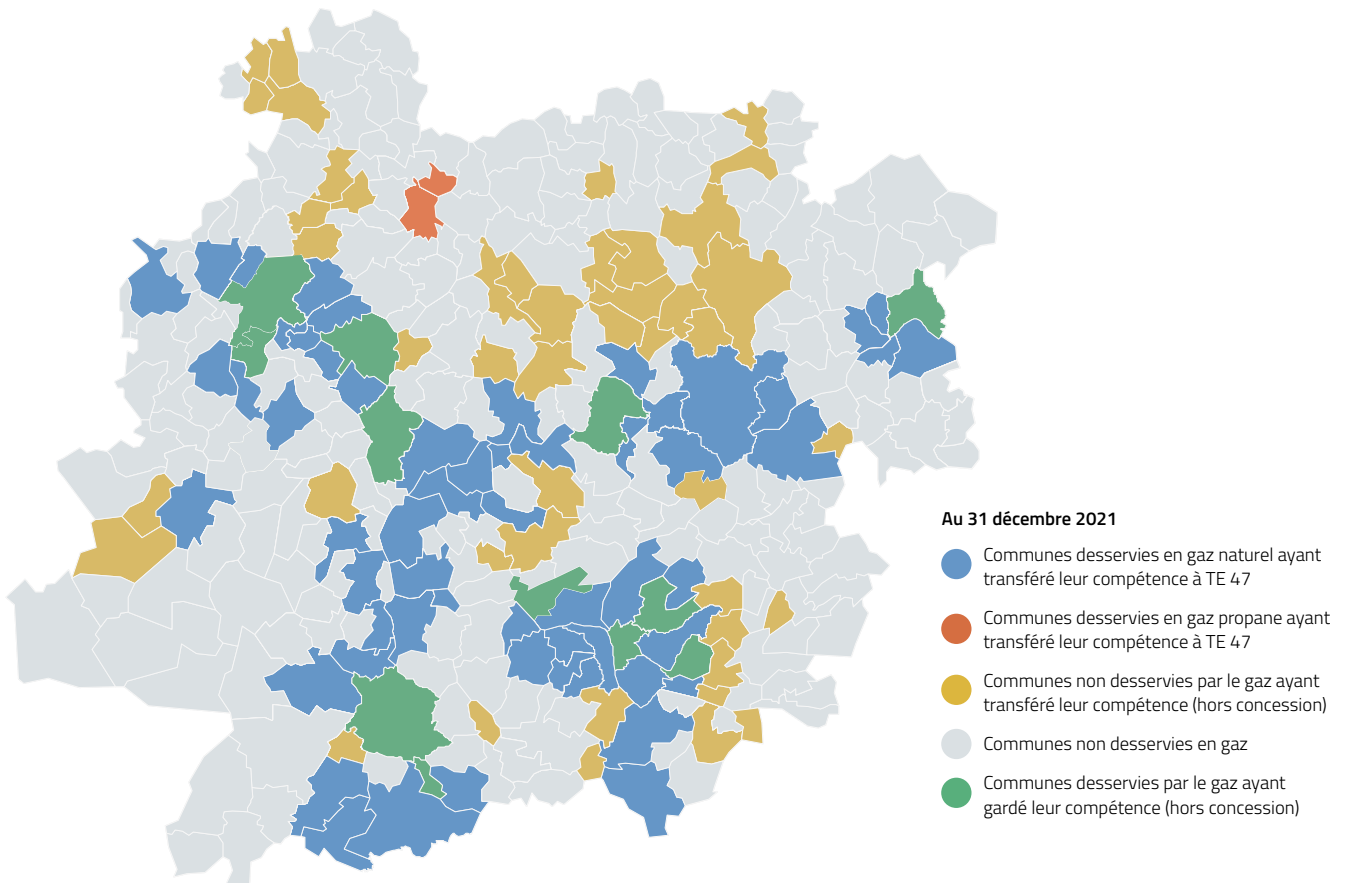 Au 31 décembre 2021
Communes desservies en gaz naturel ayant
transféré leur compétence à TE 47
Communes desservies en gaz propane ayant
transféré leur compétence à TE 47
Communes non desservies par le gaz ayant
transféré leur compétence (hors concession)
Communes non desservies en gaz
Communes desservies par le gaz ayant
gardé leur compétence (hors concession)